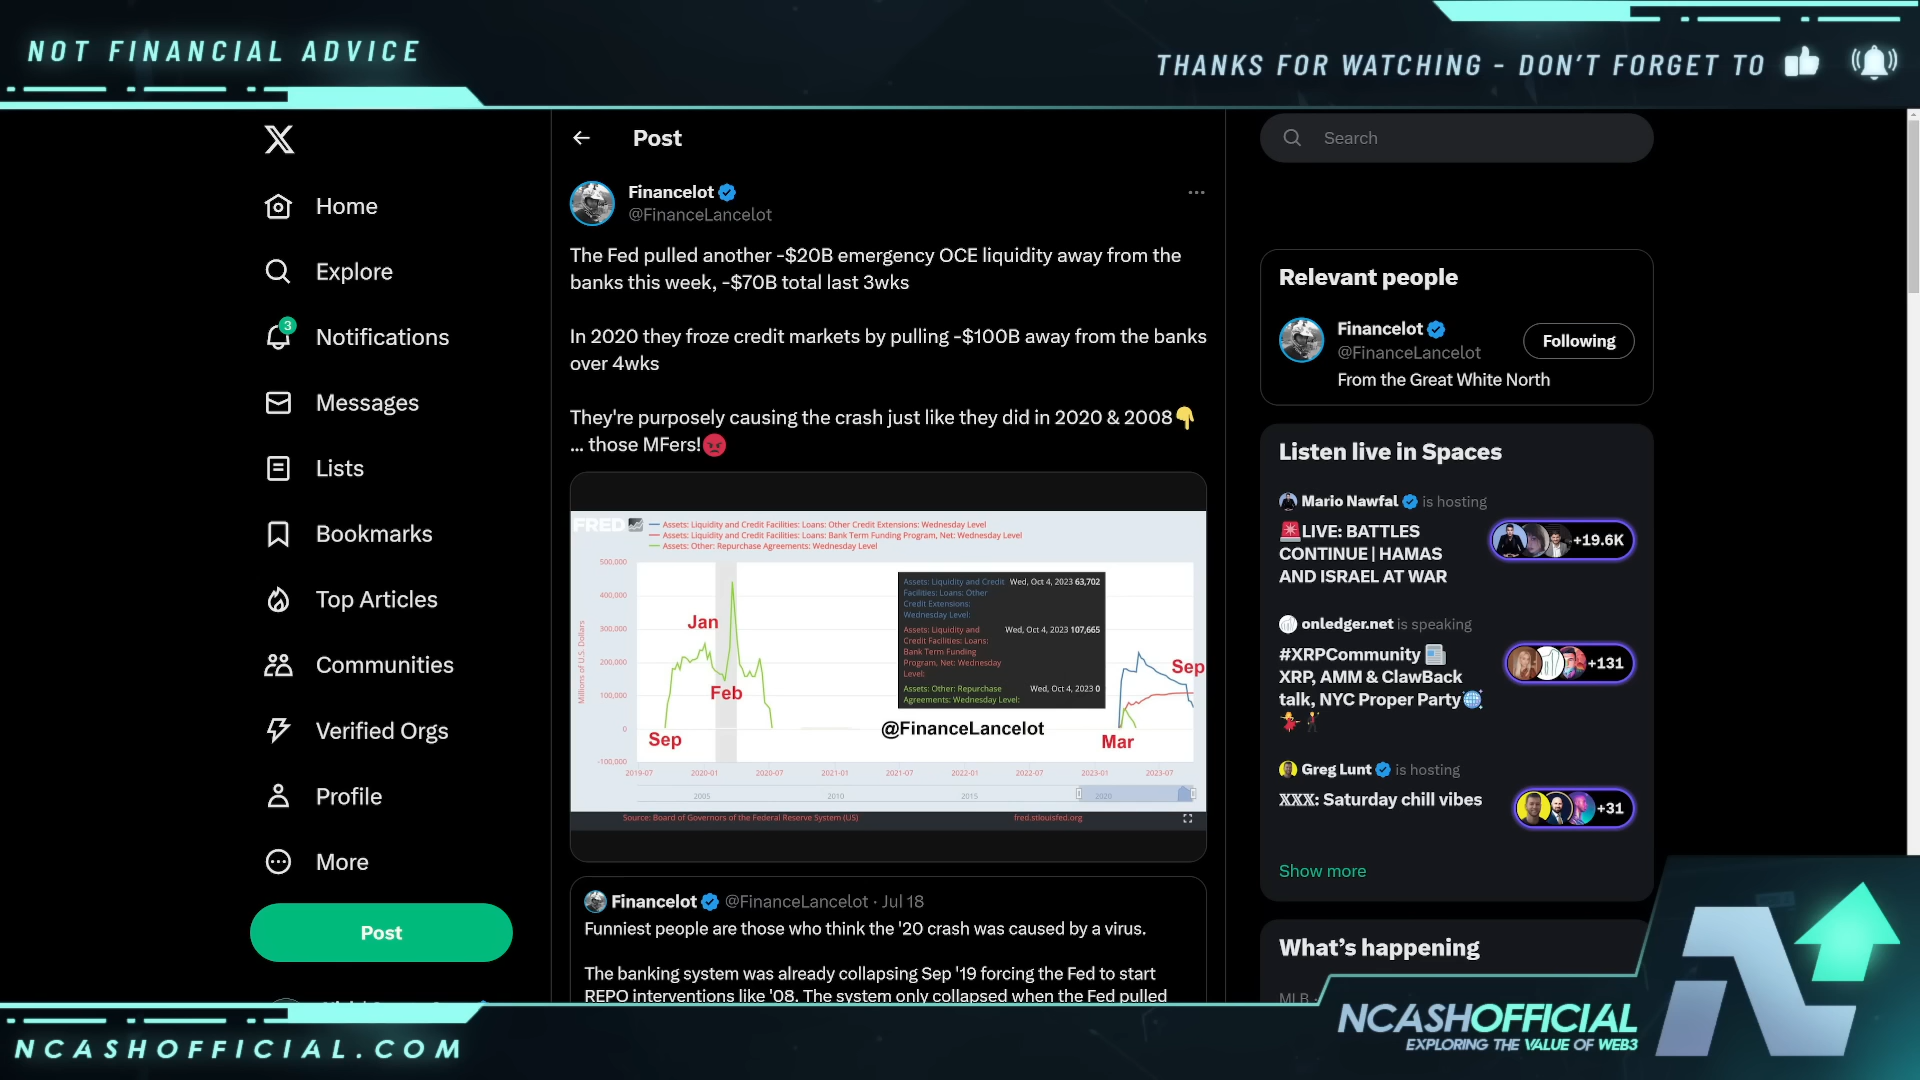 NOT FINANCIAL ADVICE
THANKS FOR WATCHING - DON'T FORGET TO
Home
Explore
3
Notifications
Messages
Lists
Bookmarks
Top Articles
Communities
Verified Orgs
Profile
More
Post
Post
Financelot
@FinanceLancelot
The Fed pulled another -$20B emergency OCE liquidity away from the
banks this week, -$70B total last 3wks
In 2020 they froze credit markets by pulling -$100B away from the banks
over 4wks
They're purposely causing the crash just like they did in 2020 & 2008👇
... those MFers!😡
FRED
Assets: Liquidity and Credit Facilities: Loans: Other Credit Extensions: Wednesday Level
Assets: Liquidity and Credit Facilities: Loans: Bank Term Funding Program, Net: Wednesday Level
Assets: Other: Repurchase Agreements: Wednesday Level
Millions of U.S. Dollars
500,000
400,000
300,000
200,000
100,000
0
-100,000
Jan
Feb
Sep
Mar
Sep
Assets: Liquidity and Credit Wed, Oct 4, 2023 63,702
Facilities: Loans: Other
Credit Extensions:
Wednesday Level:
Assets: Liquidity and Wed, Oct 4, 2023 107,665
Credit Facilities: Loans:
Bank Term Funding
Program, Net: Wednesday
Level:
Assets: Other: Repurchase Wed, Oct 4, 2023 0
Agreements: Wednesday Level:
@FinanceLancelot
2019-07 2020-01 2020-07 2021-01 2021-07 2022-01 2022-07 2023-01 2023-07
2005 2010 2015 2020
Source: Board of Governors of the Federal Reserve System (US) fred.stlouisfed.org
Financelot @FinanceLancelot · Jul 18
Funniest people are those who think the '20 crash was caused by a virus.
The banking system was already collapsing Sep '19 forcing the Fed to start
REPO interventions like '08. The system only collapsed when the Fed pulled
Search
Relevant people
Financelot
@FinanceLancelot
Following
From the Great White North
Listen live in Spaces
Mario Nawfal is hosting
🚨LIVE: BATTLES
CONTINUE | HAMAS
AND ISRAEL AT WAR
+19.6K
onledger.net is speaking
#XRPCommunity 📰
XRP, AMM & ClawBack
talk, NYC Proper Party🌐
💃🕺
+131
Greg Lunt is hosting
XXX: Saturday chill vibes
+31
Show more
What's happening
MLB ·
NCASHOFFICIAL
EXPLORING THE VALUE OF WEB3
NCASHOFFICIAL.COM